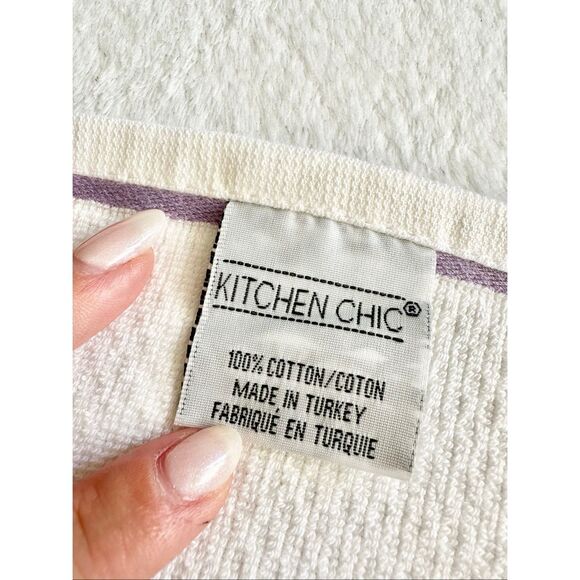 KITCHEN CHIC®
100% COTTON/COTON
MADE IN TURKEY
FABRIQUÉ EN TURQUIE